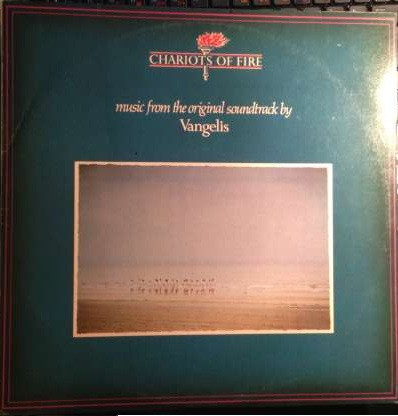 CHARIOTS OF FIRE
music from the original soundtrack by
Vangelis